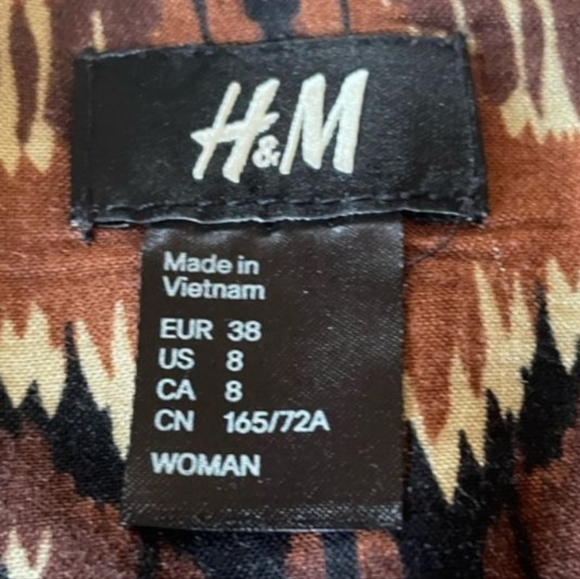 H&M
Made in
Vietnam
EUR 38
US 8
CA 8
CN 165/72A
WOMAN